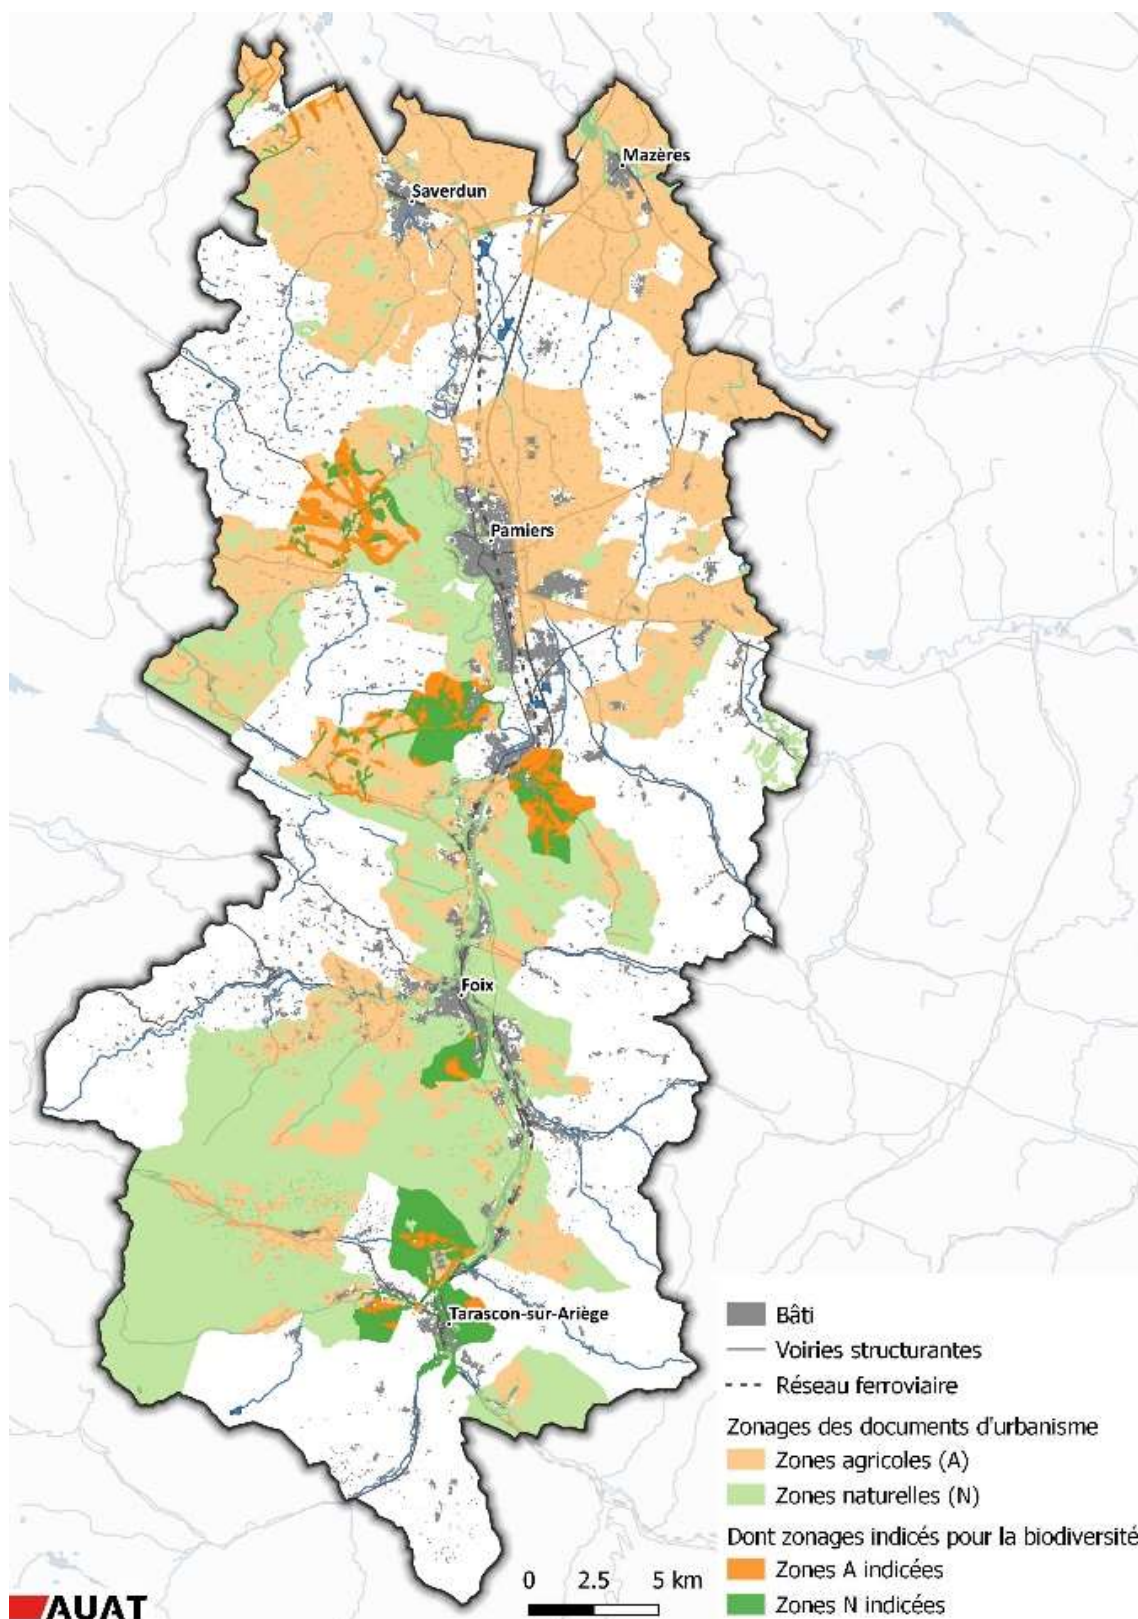 Mazères
Saverdun
Pamiers
Foix
Tarascon-sur-Ariège
Bâti
Voiries structurantes
Réseau ferroviaire
Zonages des documents d'urbanisme
Zones agricoles (A)
Zones naturelles (N)
Dont zonages indicés pour la biodiversité
Zones A indicées
Zones N indicées
0 2.5 5 km
AUAT